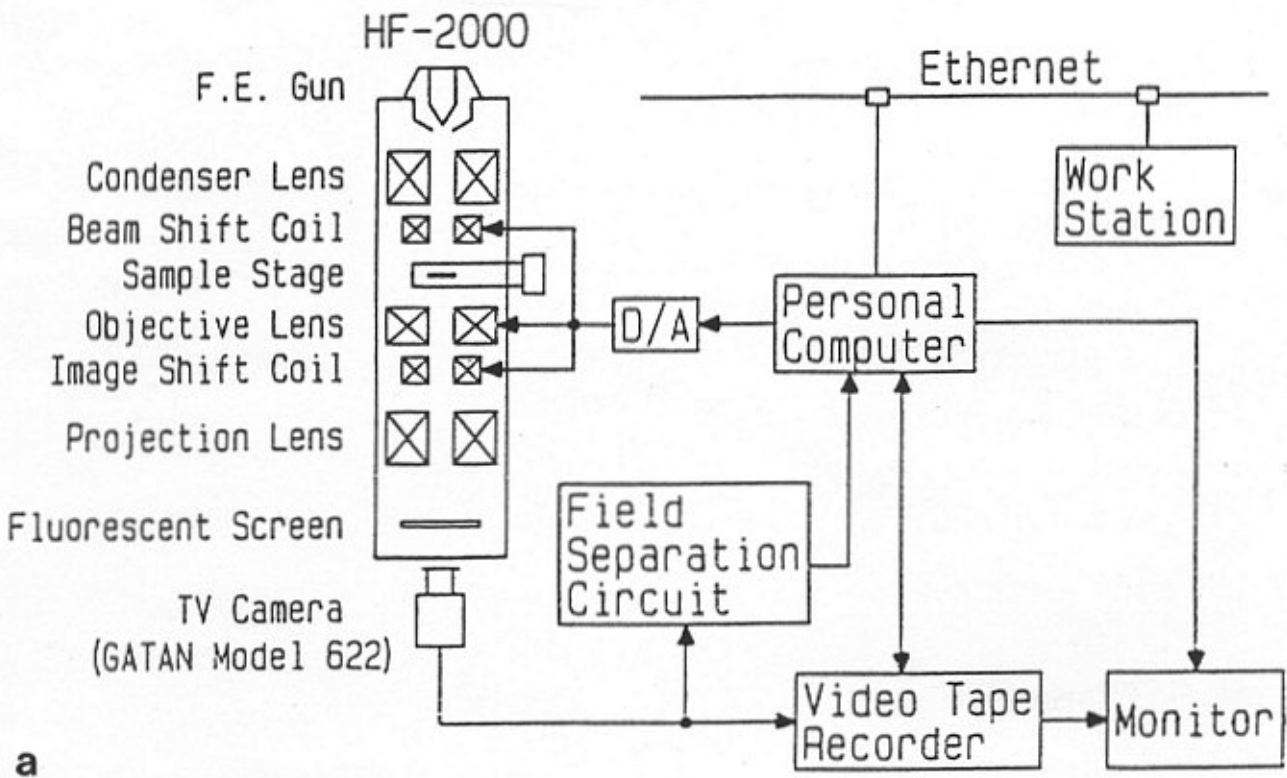 HF-2000
F.E. Gun
Ethernet
Condenser Lens
Work
Station
Beam Shift Coil
Sample Stage
Objective Lens
D/A
Personal
Computer
Image Shift Coil
Projection Lens
Field
Separation
Circuit
Fluorescent Screen
TV Camera
(GATAN Model 622)
Video Tape
Recorder
Monitor
a